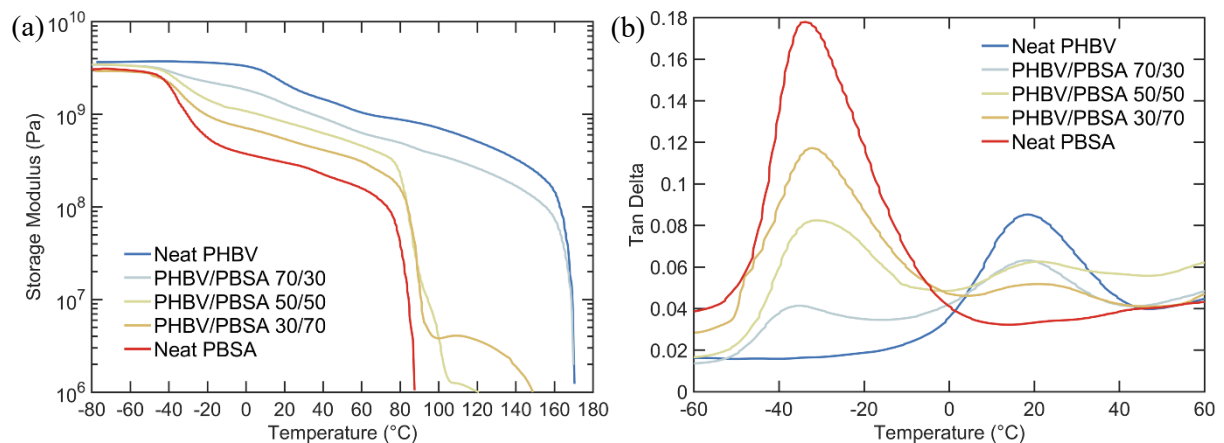 (a)
10^10
10^9
10^8
10^7
10^6
Storage Modulus (Pa)
Neat PHBV
PHBV/PBSA 70/30
PHBV/PBSA 50/50
PHBV/PBSA 30/70
Neat PBSA
-80 -60 -40 -20 0 20 40 60 80 100 120 140 160 180
Temperature (°C)
(b)
0.18
0.16
0.14
0.12
0.10
0.08
0.06
0.04
0.02
0
Tan Delta
Neat PHBV
PHBV/PBSA 70/30
PHBV/PBSA 50/50
PHBV/PBSA 30/70
Neat PBSA
-60 -40 -20 0 20 40 60
Temperature (°C)